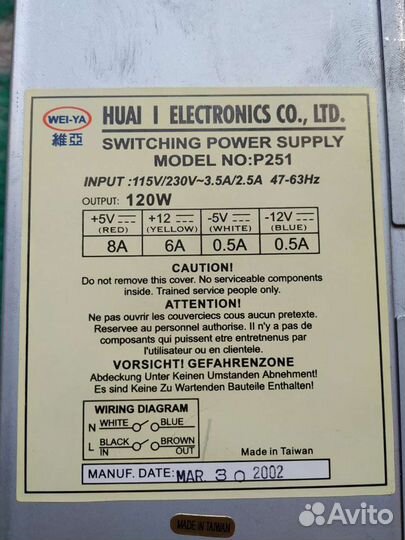 WEI-YA
維亞
HUAI I ELECTRONICS CO., LTD.
SWITCHING POWER SUPPLY
MODEL NO:P251
INPUT :115V/230V~3.5A/2.5A 47-63Hz
OUTPUT: 120W
+5V +12 -5V -12V
(RED) (YELLOW) (WHITE) (BLUE)
8A 6A 0.5A 0.5A
CAUTION!
Do not remove this cover. No serviceable components
inside. Trained service people only.
ATTENTION!
Ne pas ouvrir les couverciecs cous aucun pretexte.
Reservee au personnel authorise. Il n'y a pas de
composants qui puissent etre entretenus par
l'utilisateur ou en clientele.
VORSICHT! GEFAHRENZONE
Abdeckung Unter Keinen Umstanden Abnehment!
Es sind Keine Zu Wartenden Bauteile Enthalten!
WIRING DIAGRAM
N WHITE BLUE
L BLACK BROWN
IN OUT
Made in Taiwan
MANUF. DATE: MAR 30 2002
MADE IN TAIWAN
Avito